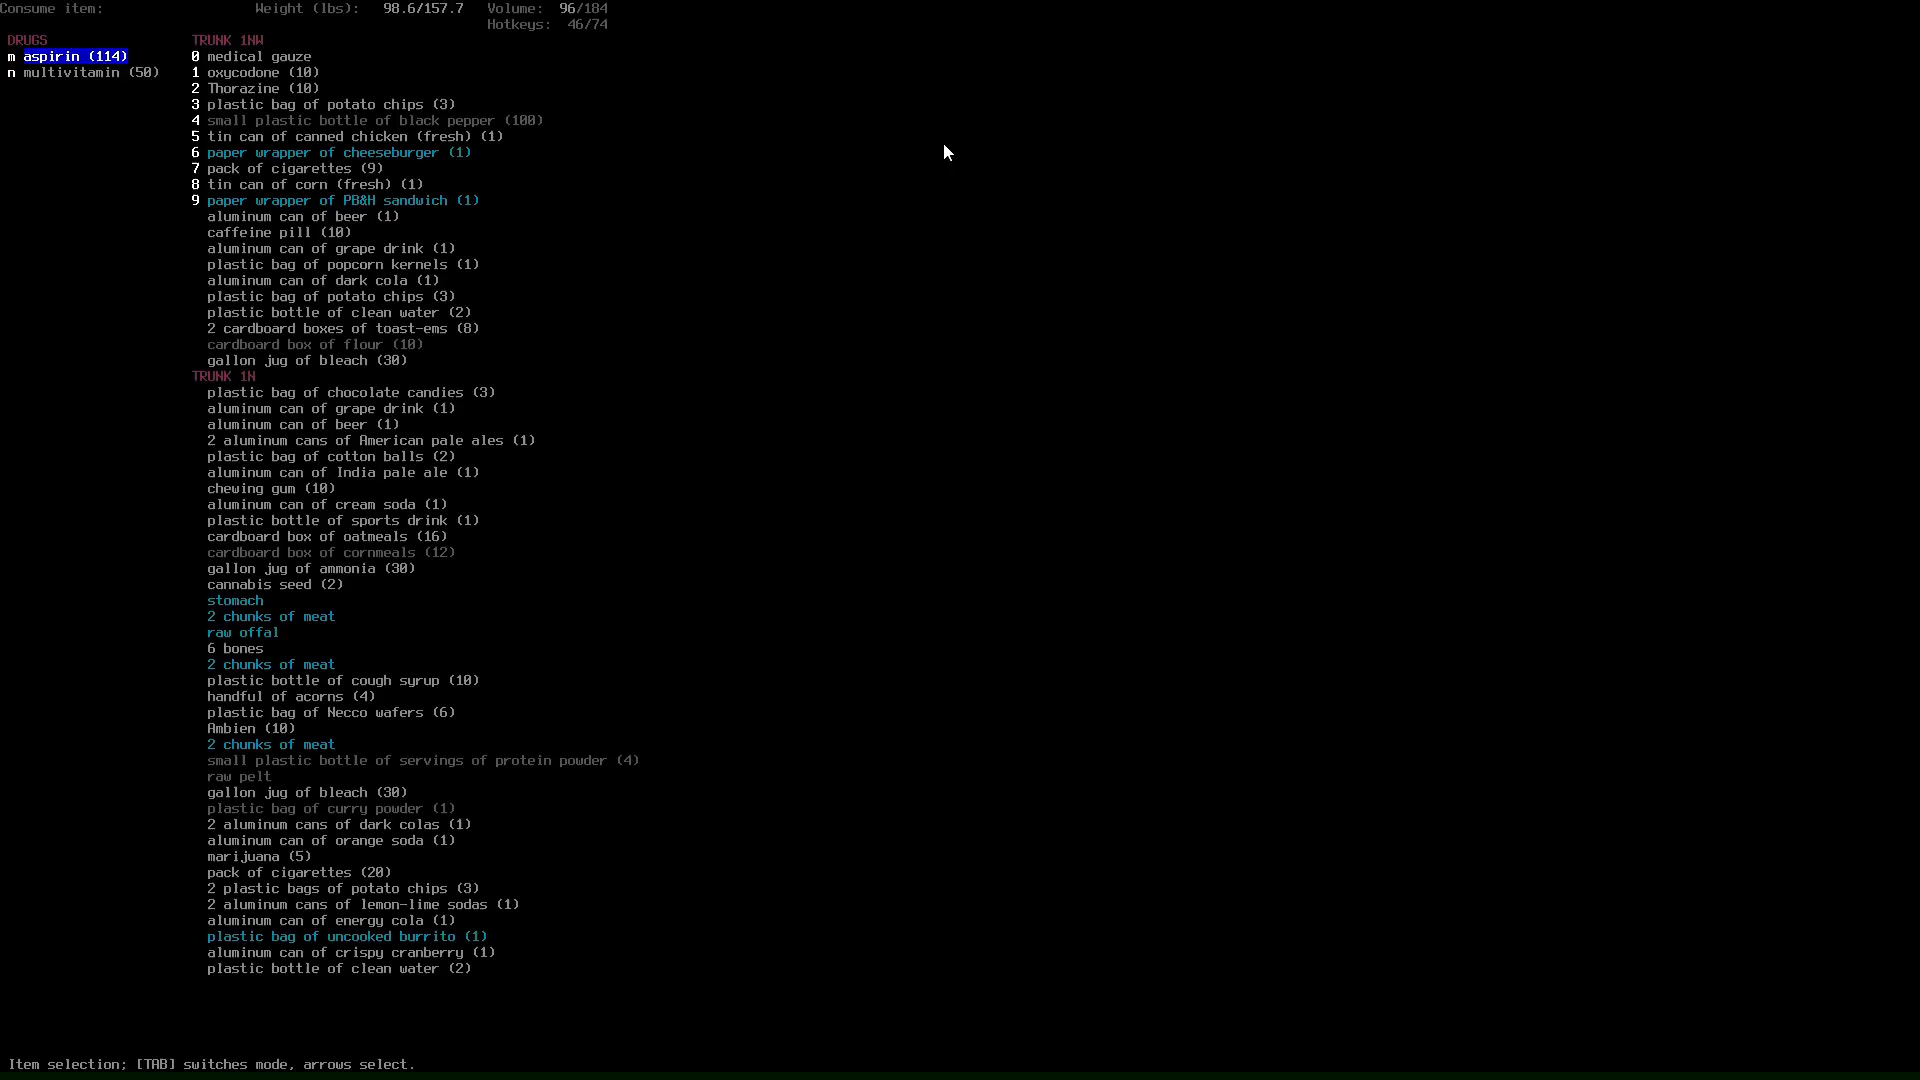 Consume item: Weight (lbs): 98.6/157.7 Volume: 96/184
Hotkeys: 46/74
DRUGS
m aspirin (114)
n multivitamin (50)
TRUNK 1NW
0 medical gauze
1 oxycodone (10)
2 Thorazine (10)
3 plastic bag of potato chips (3)
4 small plastic bottle of black pepper (100)
5 tin can of canned chicken (fresh) (1)
6 paper wrapper of cheeseburger (1)
7 pack of cigarettes (9)
8 tin can of corn (fresh) (1)
9 paper wrapper of PB&H sandwich (1)
aluminum can of beer (1)
caffeine pill (10)
aluminum can of grape drink (1)
plastic bag of popcorn kernels (1)
aluminum can of dark cola (1)
plastic bag of potato chips (3)
plastic bottle of clean water (2)
2 cardboard boxes of toast-ems (8)
cardboard box of flour (10)
gallon jug of bleach (30)
TRUNK 1N
plastic bag of chocolate candies (3)
aluminum can of grape drink (1)
aluminum can of beer (1)
2 aluminum cans of American pale ales (1)
plastic bag of cotton balls (2)
aluminum can of India pale ale (1)
chewing gum (10)
aluminum can of cream soda (1)
plastic bottle of sports drink (1)
cardboard box of oatmeals (16)
cardboard box of cornmeals (12)
gallon jug of ammonia (30)
cannabis seed (2)
stomach
2 chunks of meat
raw offal
6 bones
2 chunks of meat
plastic bottle of cough syrup (10)
handful of acorns (4)
plastic bag of Necco wafers (6)
Ambien (10)
2 chunks of meat
small plastic bottle of servings of protein powder (4)
raw pelt
gallon jug of bleach (30)
plastic bag of curry powder (1)
2 aluminum cans of dark colas (1)
aluminum can of orange soda (1)
marijuana (5)
pack of cigarettes (20)
2 plastic bags of potato chips (3)
2 aluminum cans of lemon-lime sodas (1)
aluminum can of energy cola (1)
plastic bag of uncooked burrito (1)
aluminum can of crispy cranberry (1)
plastic bottle of clean water (2)
Item selection; [TAB] switches mode, arrows select.